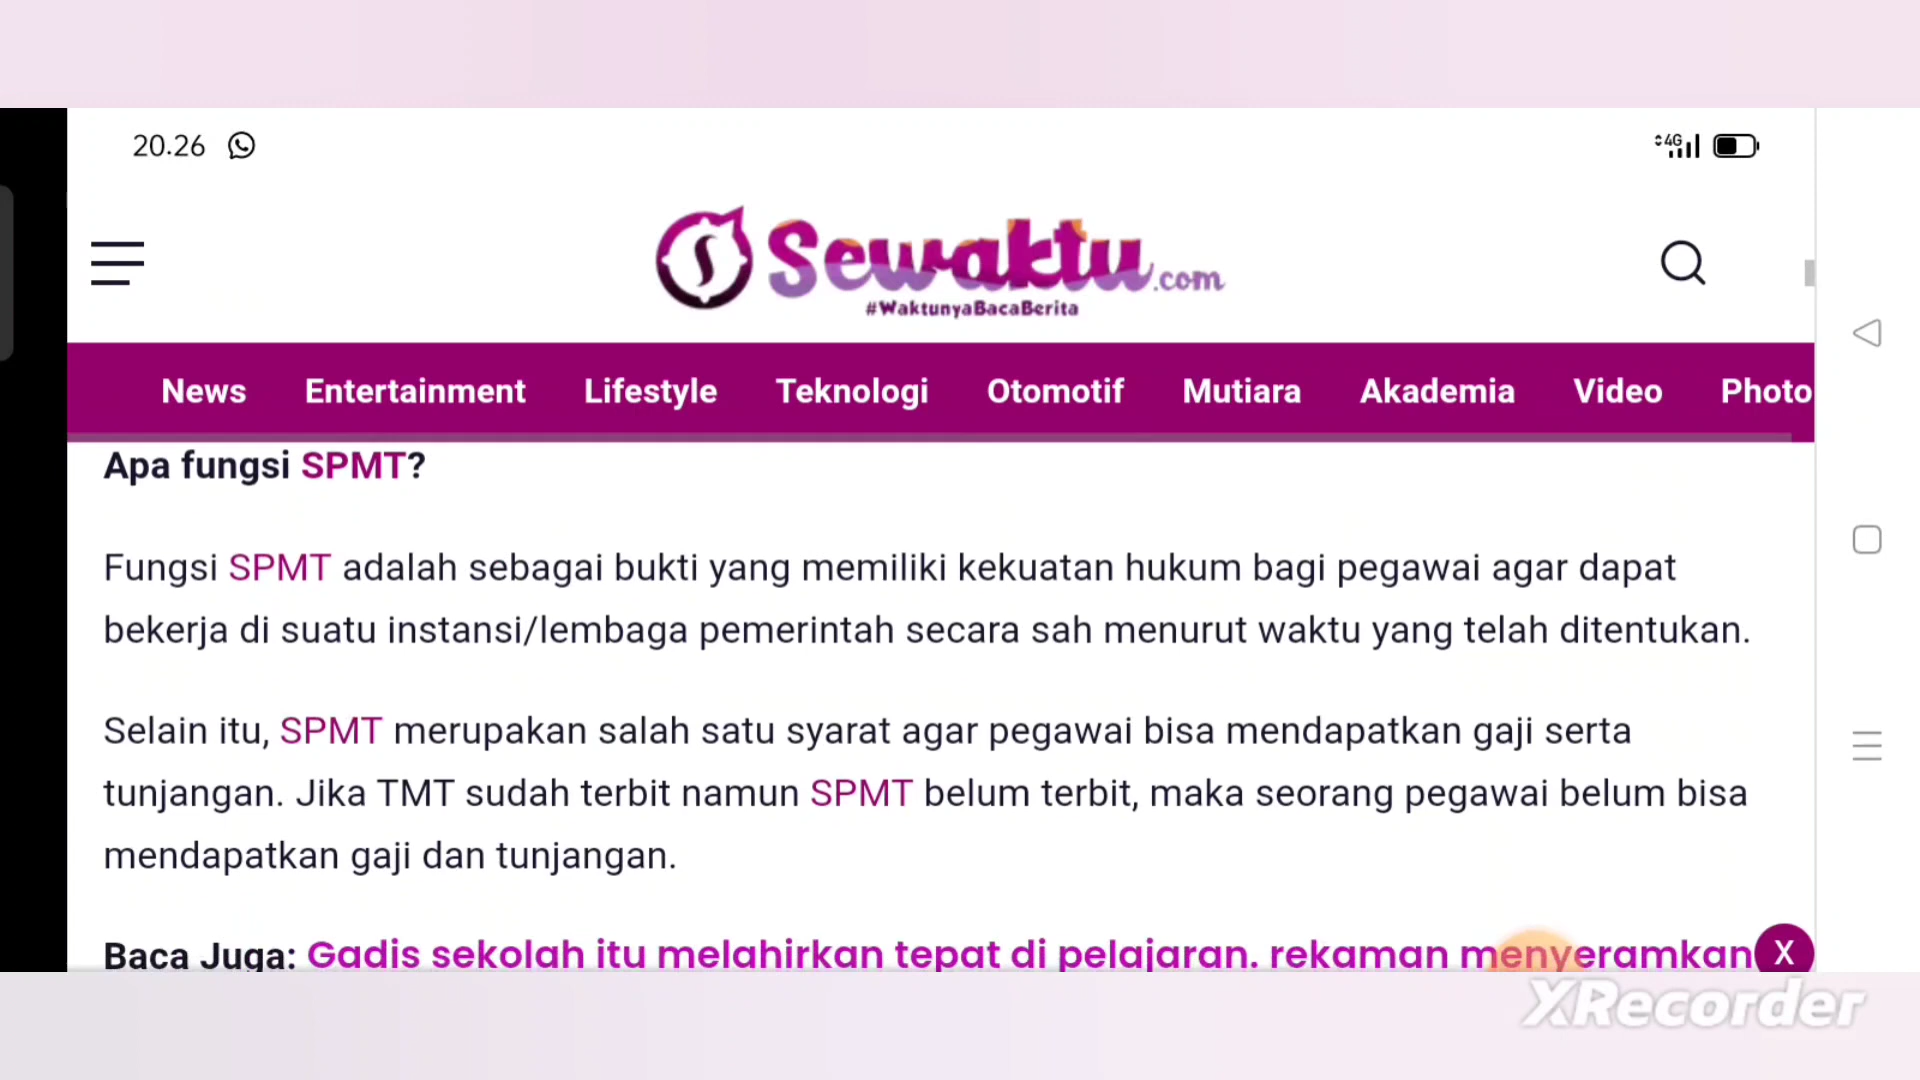 20.26
4G
Sewaktu.com
#WaktunyaBacaBerita
News Entertainment Lifestyle Teknologi Otomotif Mutiara Akademia Video Photo
Apa fungsi SPMT?
Fungsi SPMT adalah sebagai bukti yang memiliki kekuatan hukum bagi pegawai agar dapat
bekerja di suatu instansi/lembaga pemerintah secara sah menurut waktu yang telah ditentukan.
Selain itu, SPMT merupakan salah satu syarat agar pegawai bisa mendapatkan gaji serta
tunjangan. Jika TMT sudah terbit namun SPMT belum terbit, maka seorang pegawai belum bisa
mendapatkan gaji dan tunjangan.
Baca Juga: Gadis sekolah itu melahirkan tepat di pelajaran. rekaman menyeramkan
X
XRecorder